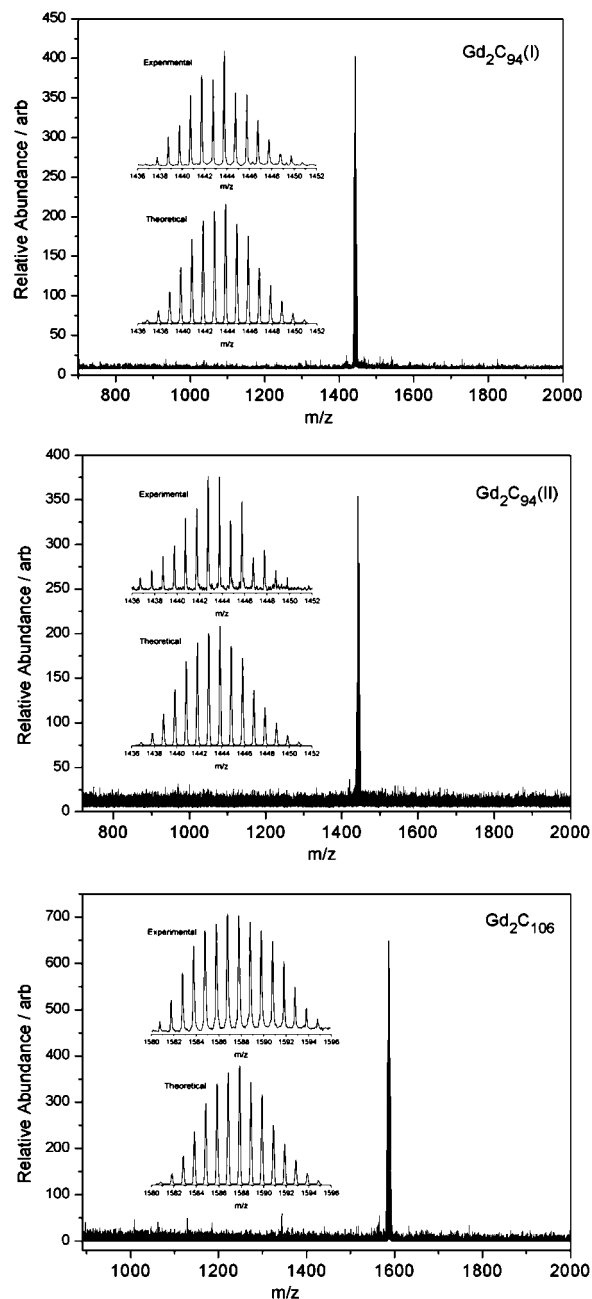 Gd2C94(I)
Relative Abundance / arb
450
400
350
300
250
200
150
100
50
0
Experimental
1436 1438 1440 1442 1444 1446 1448 1450 1452
m/z
Theoretical
1436 1438 1440 1442 1444 1446 1448 1450 1452
m/z
800 1000 1200 1400 1600 1800 2000
m/z
Gd2C94(II)
Relative Abundance / arb
400
350
300
250
200
150
100
50
0
Experimental
1436 1438 1440 1442 1444 1446 1448 1450 1452
m/z
Theoretical
1436 1438 1440 1442 1444 1446 1448 1450 1452
m/z
800 1000 1200 1400 1600 1800 2000
m/z
Gd2C106
Relative Abundance / arb
700
600
500
400
300
200
100
0
Experimental
1580 1582 1584 1586 1588 1590 1592 1594 1596
m/z
Theoretical
1580 1582 1584 1586 1588 1590 1592 1594 1596
m/z
1000 1200 1400 1600 1800 2000
m/z